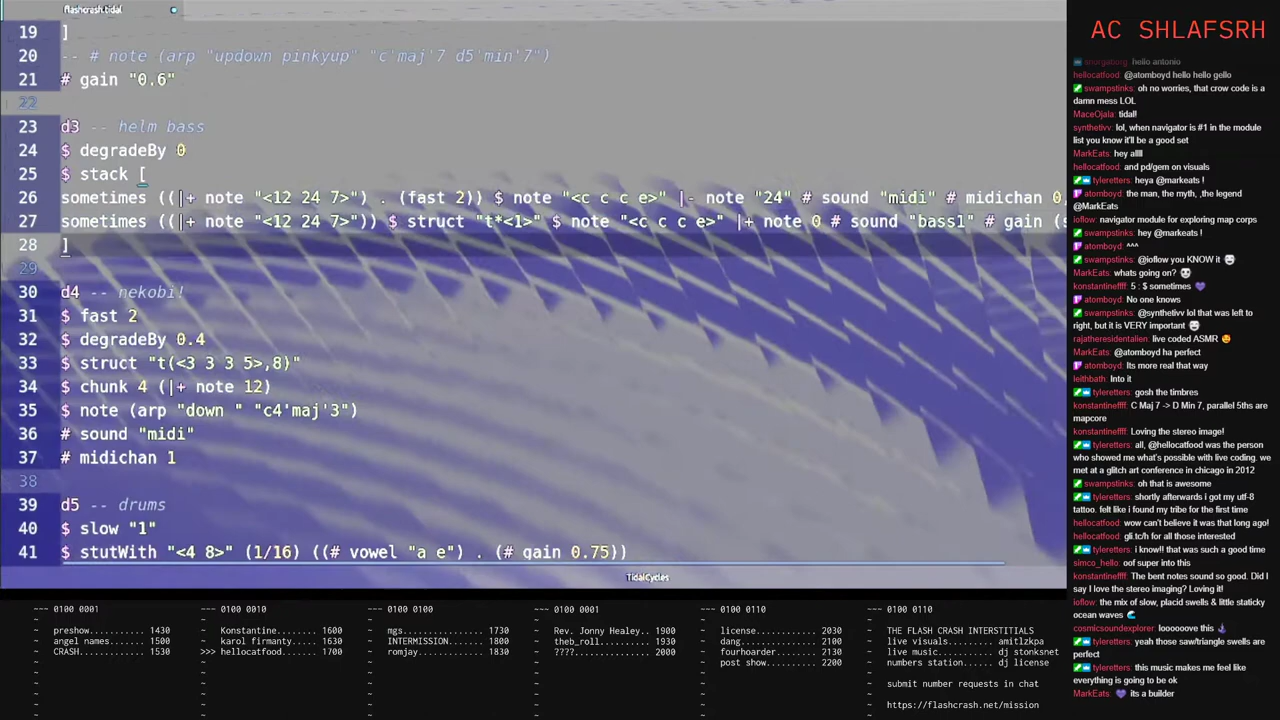 flashcrash.tidal
19 ]
20 -- # note (arp "updown pinkyup" "c'maj'7 d5'min'7")
21 # gain "0.6"
22
23 d3 -- helm bass
24 $ degradeBy 0
25 $ stack [
26 sometimes ((|+ note "<12 24 7>") . fast 2)) $ note "<c c c e>" |- note "24" # sound "midi" # midichan 0
27 sometimes ((|+ note "<12 24 7>")) $ struct "t*<1>" $ note "<c c c e>" |+ note 0 # sound "bass1" # gain (s
28 ]
29
30 d4 -- nekobi!
31 $ fast 2
32 $ degradeBy 0.4
33 $ struct "t(<3 3 3 5>,8)"
34 $ chunk 4 (|+ note 12)
35 $ note (arp "down " "c4'maj'3")
36 # sound "midi"
37 # midichan 1
38
39 d5 -- drums
40 $ slow "1"
41 $ stutWith "<4 8>" (1/16) ((# vowel "a e") . (# gain 0.75))
TidalCycles
AC SHLAFSRH
snorgaborg: hello antonio
hellocatfood: @atomboyd hello hello gello
swampstinks: oh no worries, that crow code is a
damn mess LOL
MaceOjala: tidal!
synthetivv: lol, when navigator is #1 in the module
list you know it'll be a good set
MarkEats: hey allll
hellocatfood: and pd/gem on visuals
tyleretters: heya @markeats !
atomboyd: the man, the myth, ,the legend
@MarkEats
ioflow: navigator module for exploring map corps
swampstinks: hey @markeats !
atomboyd: ^^^
swampstinks: @ioflow you KNOW it
MarkEats: whats going on?
konstantineffff: 5 : $ sometimes
atomboyd: No one knows
swampstinks: @synthetivv lol that was left to
right, but it is VERY important
rajatheresidentalien: live coded ASMR
MarkEats: @atomboyd ha perfect
atomboyd: Its more real that way
leithbath: Into it
tyleretters: gosh the timbres
konstantineffff: C Maj 7 -> D Min 7, parallel 5ths are
mapcore
konstantineffff: Loving the stereo image!
tyleretters: all, @hellocatfood was the person
who showed me what's possible with live coding. we
met at a glitch art conference in chicago in 2012
swampstinks: oh that is awesome
tyleretters: shortly afterwards i got my utf-8
tattoo. felt like i found my tribe for the first time
hellocatfood: wow can't believe it was that long ago!
hellocatfood: gli.tc/h for all those interested
tyleretters: i know!! that was such a good time
simco_hello: oof super into this
konstantineffff: The bent notes sound so good. Did I
say I love the stereo imaging? Loving it!
ioflow: the mix of slow, placid swells & little staticky
ocean waves
cosmicsoundexplorer: loooooove this
tyleretters: yeah those saw/triangle swells are
perfect
tyleretters: this music makes me feel like
everything is going to be ok
MarkEats: its a builder
~~~ 0100 0001
~
~ preshow.......... 1430
~ angel names...... 1500
~ CRASH............ 1530
~
~
~
~
~~~ 0100 0010
~
~ Konstantine...... 1600
~ karol firmanty... 1630
>>> hellocatfood..... 1700
~
~
~
~
~~~ 0100 0100
~
~ mgs.............. 1730
~ INTERMISSION..... 1800
~ romjay........... 1830
~
~
~
~
~~~ 0100 0001
~
~ Rev. Jonny Healey.. 1900
~ theb_roll........ 1930
~ ????............. 2000
~
~
~
~
~~~ 0100 0110
~
~ license.......... 2030
~ dang............. 2100
~ fourhoarder...... 2130
~ post show........ 2200
~
~
~
~~~ 0100 0110
~
~ THE FLASH CRASH INTERSTITIALS
~ live visuals..... amitlzkpa
~ live music....... dj stonksnet
~ numbers station.. dj license
~
~ submit number requests in chat
~
~ https://flashcrash.net/mission